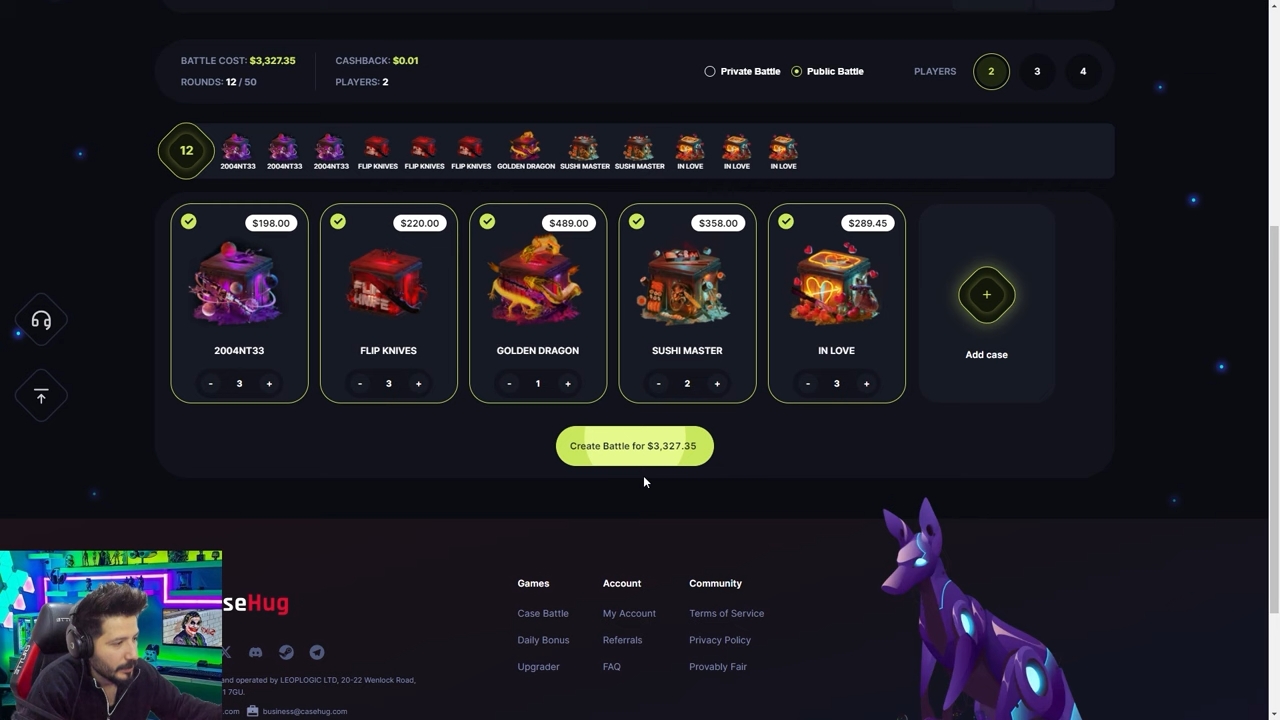 BATTLE COST: $3,327.35
CASHBACK: $0.01
Private Battle
Public Battle
PLAYERS
2
3
4
ROUNDS: 12 / 50
PLAYERS: 2
12
2004NT33
2004NT33
2004NT33
FLIP KNIVES
FLIP KNIVES
FLIP KNIVES
GOLDEN DRAGON
SUSHI MASTER
SUSHI MASTER
IN LOVE
IN LOVE
IN LOVE
$198.00
$220.00
$489.00
$358.00
$289.45
FLIP
KNIFE
2004NT33
FLIP KNIVES
GOLDEN DRAGON
SUSHI MASTER
IN LOVE
Add case
- 3 +
- 3 +
- 1 +
- 2 +
- 3 +
Create Battle for $3,327.35
seHug
Games
Account
Community
Case Battle
My Account
Terms of Service
Daily Bonus
Referrals
Privacy Policy
Upgrader
FAQ
Provably Fair
and operated by LEOPLOGIC LTD, 20-22 Wenlock Road,
1 7GU.
.com
business@casehug.com